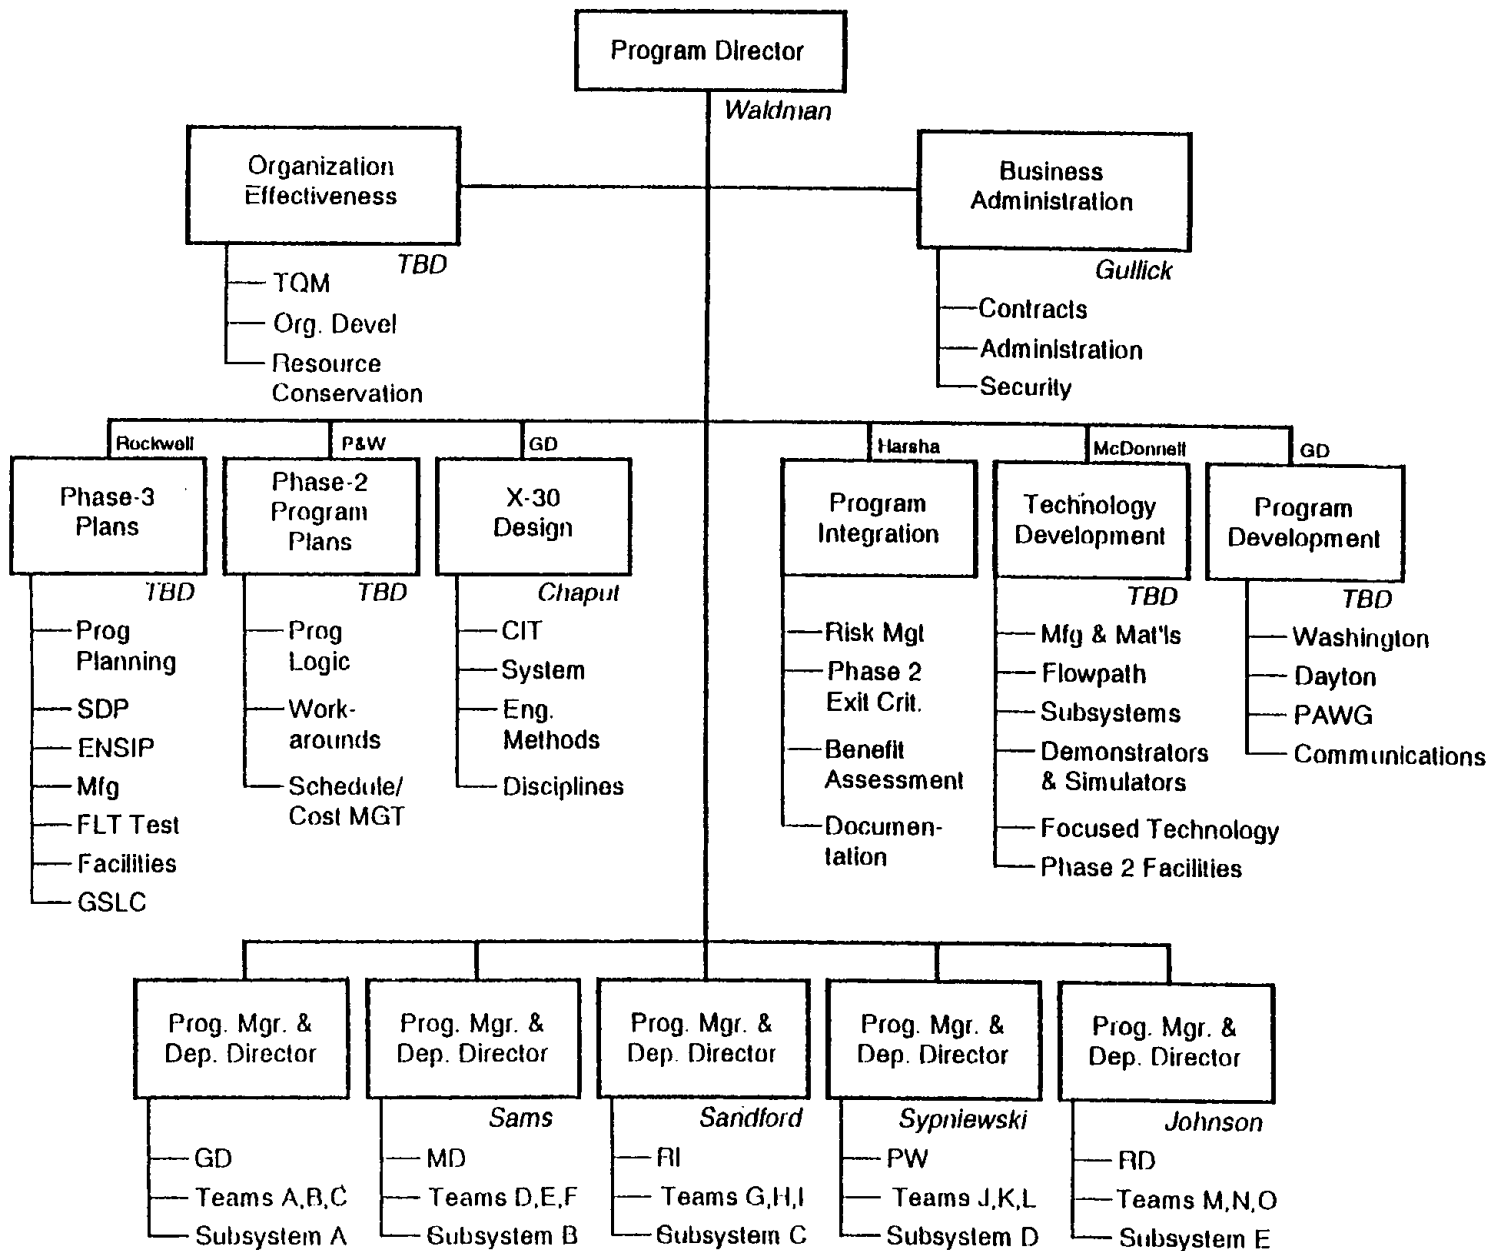 Program Director
Waldman
Organization
Effectiveness
TBD
TQM
Org. Devel
Resource
Conservation
Business
Administration
Gullick
Contracts
Administration
Security
Rockwell
Phase-3
Plans
TBD
Prog
Planning
SDP
ENSIP
Mfg
FLT Test
Facilities
GSLC
P&W
Phase-2
Program
Plans
TBD
Prog
Logic
Work-
arounds
Schedule/
Cost MGT
GD
X-30
Design
Chaput
CIT
System
Eng.
Methods
Disciplines
Harsha
Program
Integration
Risk Mgt
Phase 2
Exit Crit.
Benefit
Assessment
Documen-
tation
McDonnell
Technology
Development
TBD
Mfg & Mat'ls
Flowpath
Subsystems
Demonstrators
& Simulators
Focused Technology
Phase 2 Facilities
GD
Program
Development
TBD
Washington
Dayton
PAWG
Communications
Prog. Mgr. &
Dep. Director
GD
Teams A,B,C
Subsystem A
Prog. Mgr. &
Dep. Director
Sams
MD
Teams D,E,F
Subsystem B
Prog. Mgr. &
Dep. Director
Sandford
RI
Teams G,H,I
Subsystem C
Prog. Mgr. &
Dep. Director
Sypniewski
PW
Teams J,K,L
Subsystem D
Prog. Mgr. &
Dep. Director
Johnson
RD
Teams M,N,O
Subsystem E